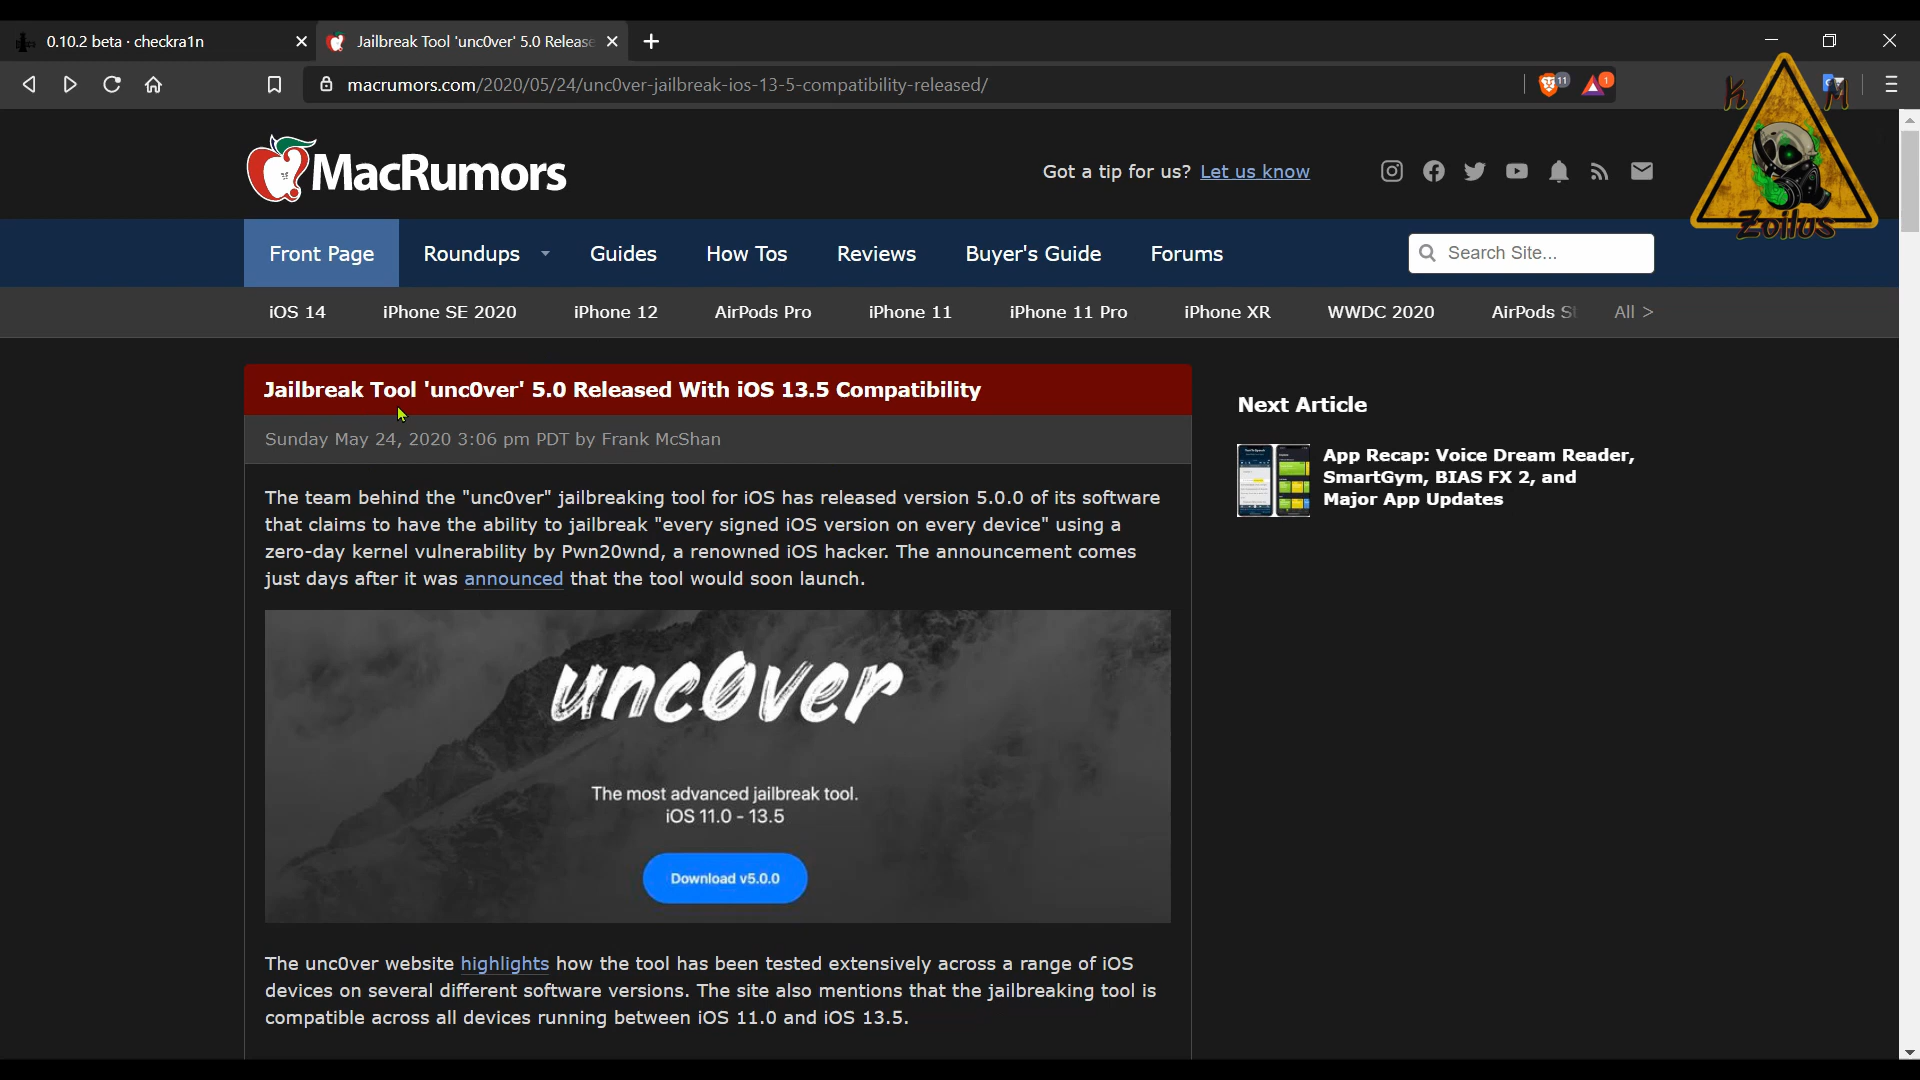 0.10.2 beta · checkra1n
Jailbreak Tool 'unc0ver' 5.0 Release
macrumors.com/2020/05/24/unc0ver-jailbreak-ios-13-5-compatibility-released/
11
1
K M
Zoilus
MacRumors
Got a tip for us? Let us know
Front Page Roundups Guides How Tos Reviews Buyer's Guide Forums
Search Site...
iOS 14 iPhone SE 2020 iPhone 12 AirPods Pro iPhone 11 iPhone 11 Pro iPhone XR WWDC 2020 AirPods St All >
Jailbreak Tool 'unc0ver' 5.0 Released With iOS 13.5 Compatibility
Sunday May 24, 2020 3:06 pm PDT by Frank McShan
The team behind the "unc0ver" jailbreaking tool for iOS has released version 5.0.0 of its software
that claims to have the ability to jailbreak "every signed iOS version on every device" using a
zero-day kernel vulnerability by Pwn20wnd, a renowned iOS hacker. The announcement comes
just days after it was announced that the tool would soon launch.
unc0ver
The most advanced jailbreak tool.
iOS 11.0 - 13.5
Download v5.0.0
The unc0ver website highlights how the tool has been tested extensively across a range of iOS
devices on several different software versions. The site also mentions that the jailbreaking tool is
compatible across all devices running between iOS 11.0 and iOS 13.5.
Next Article
App Recap: Voice Dream Reader,
SmartGym, BIAS FX 2, and
Major App Updates